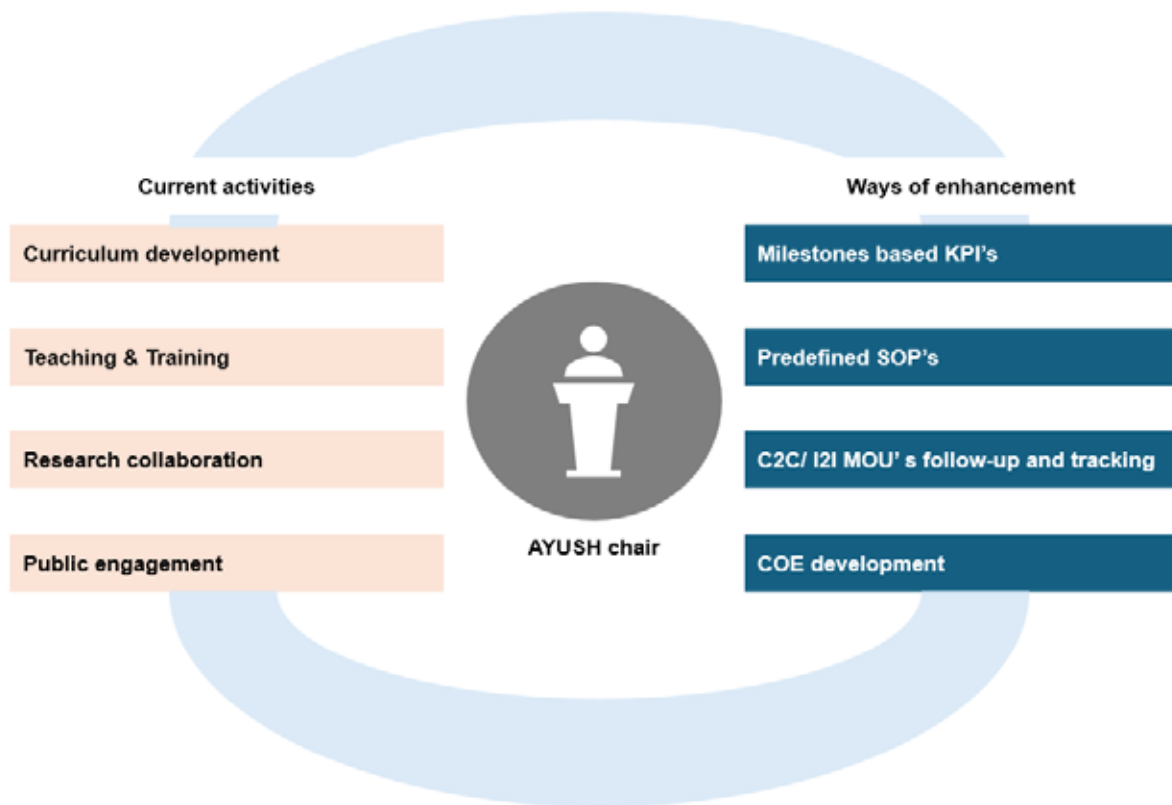 Current activities
Curriculum development
Teaching & Training
Research collaboration
Public engagement
AYUSH chair
Ways of enhancement
Milestones based KPI's
Predefined SOP's
C2C/ I2I MOU' s follow-up and tracking
COE development